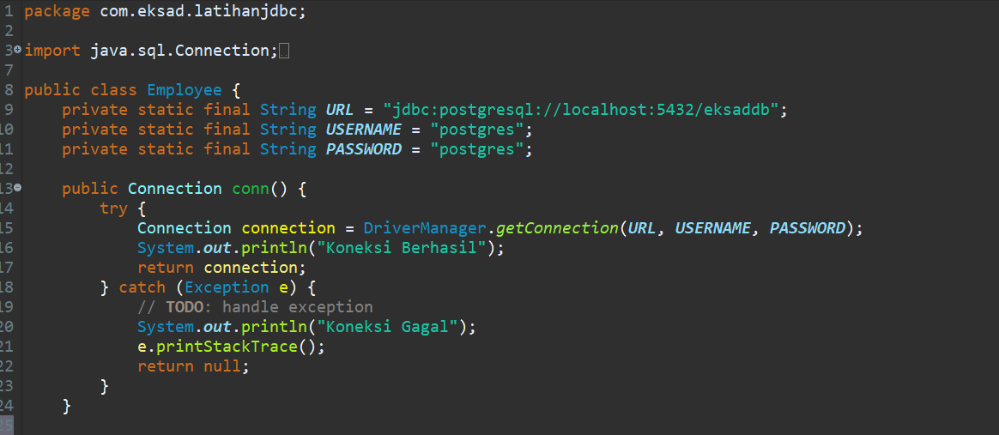 1 package com.eksad.latihanjdbc;
2
3 import java.sql.Connection;
7
8 public class Employee {
9 private static final String URL = "jdbc:postgresql://localhost:5432/eksaddb";
10 private static final String USERNAME = "postgres";
11 private static final String PASSWORD = "postgres";
12
13 public Connection conn() {
14 try {
15 Connection connection = DriverManager.getConnection(URL, USERNAME, PASSWORD);
16 System.out.println("Koneksi Berhasil");
17 return connection;
18 } catch (Exception e) {
19 // TODO: handle exception
20 System.out.println("Koneksi Gagal");
21 e.printStackTrace();
22 return null;
23 }
24 }
25